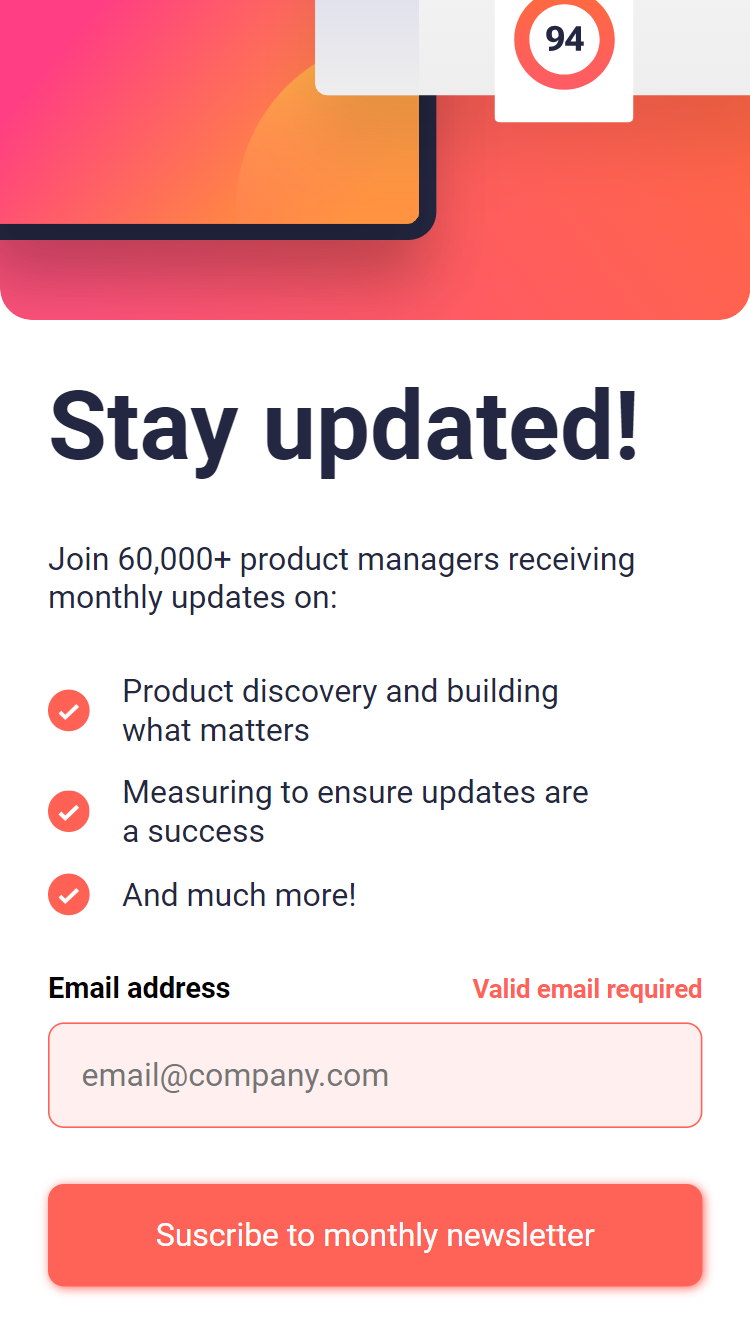 94
Stay updated!
Join 60,000+ product managers receiving
monthly updates on:
Product discovery and building
what matters
Measuring to ensure updates are
a success
And much more!
Email address Valid email required
email@company.com
Suscribe to monthly newsletter